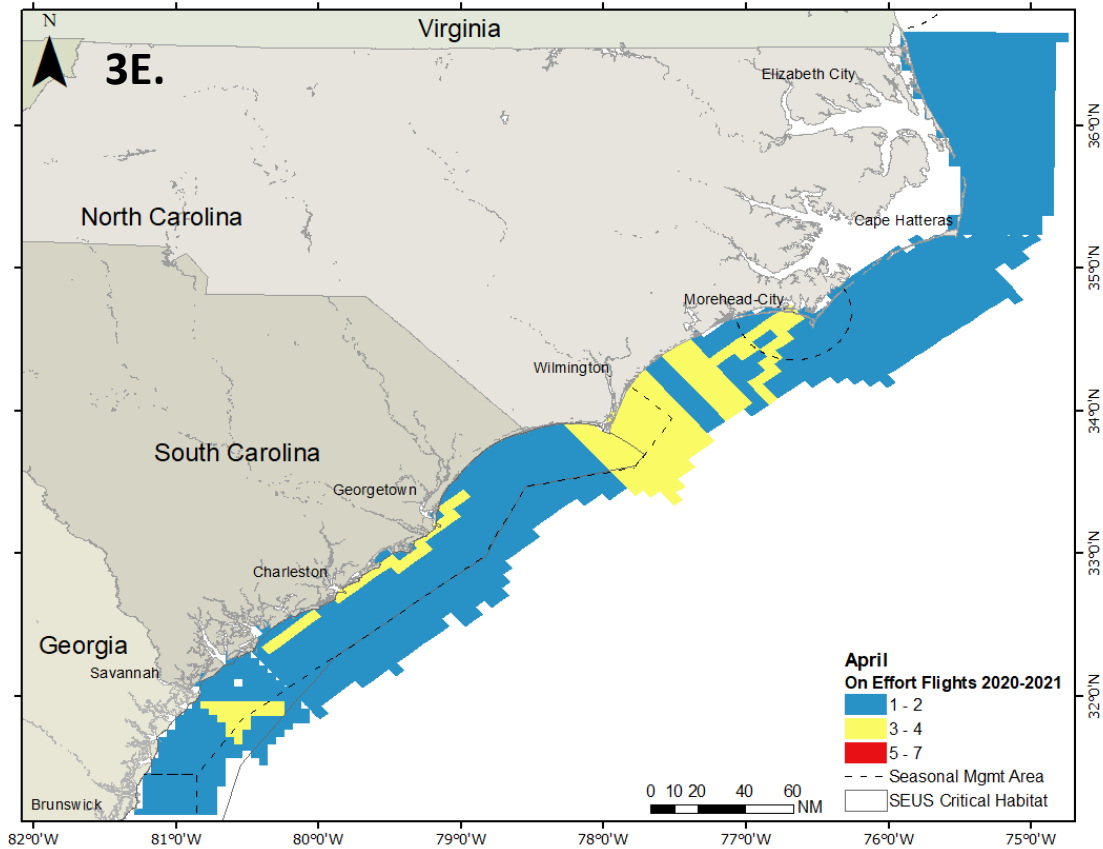 N
3E.
Virginia
Elizabeth City
36°0'N
North Carolina
Cape Hatteras
35°0'N
Morehead-City
Wilmington
34°0'N
South Carolina
Georgetown
33°0'N
Charleston
Georgia
Savannah
32°0'N
Brunswick
April
On Effort Flights 2020-2021
1 - 2
3 - 4
5 - 7
Seasonal Mgmt Area
SEUS Critical Habitat
0 10 20 40 60
NM
82°0'W 81°0'W 80°0'W 79°0'W 78°0'W 77°0'W 76°0'W 75°0'W